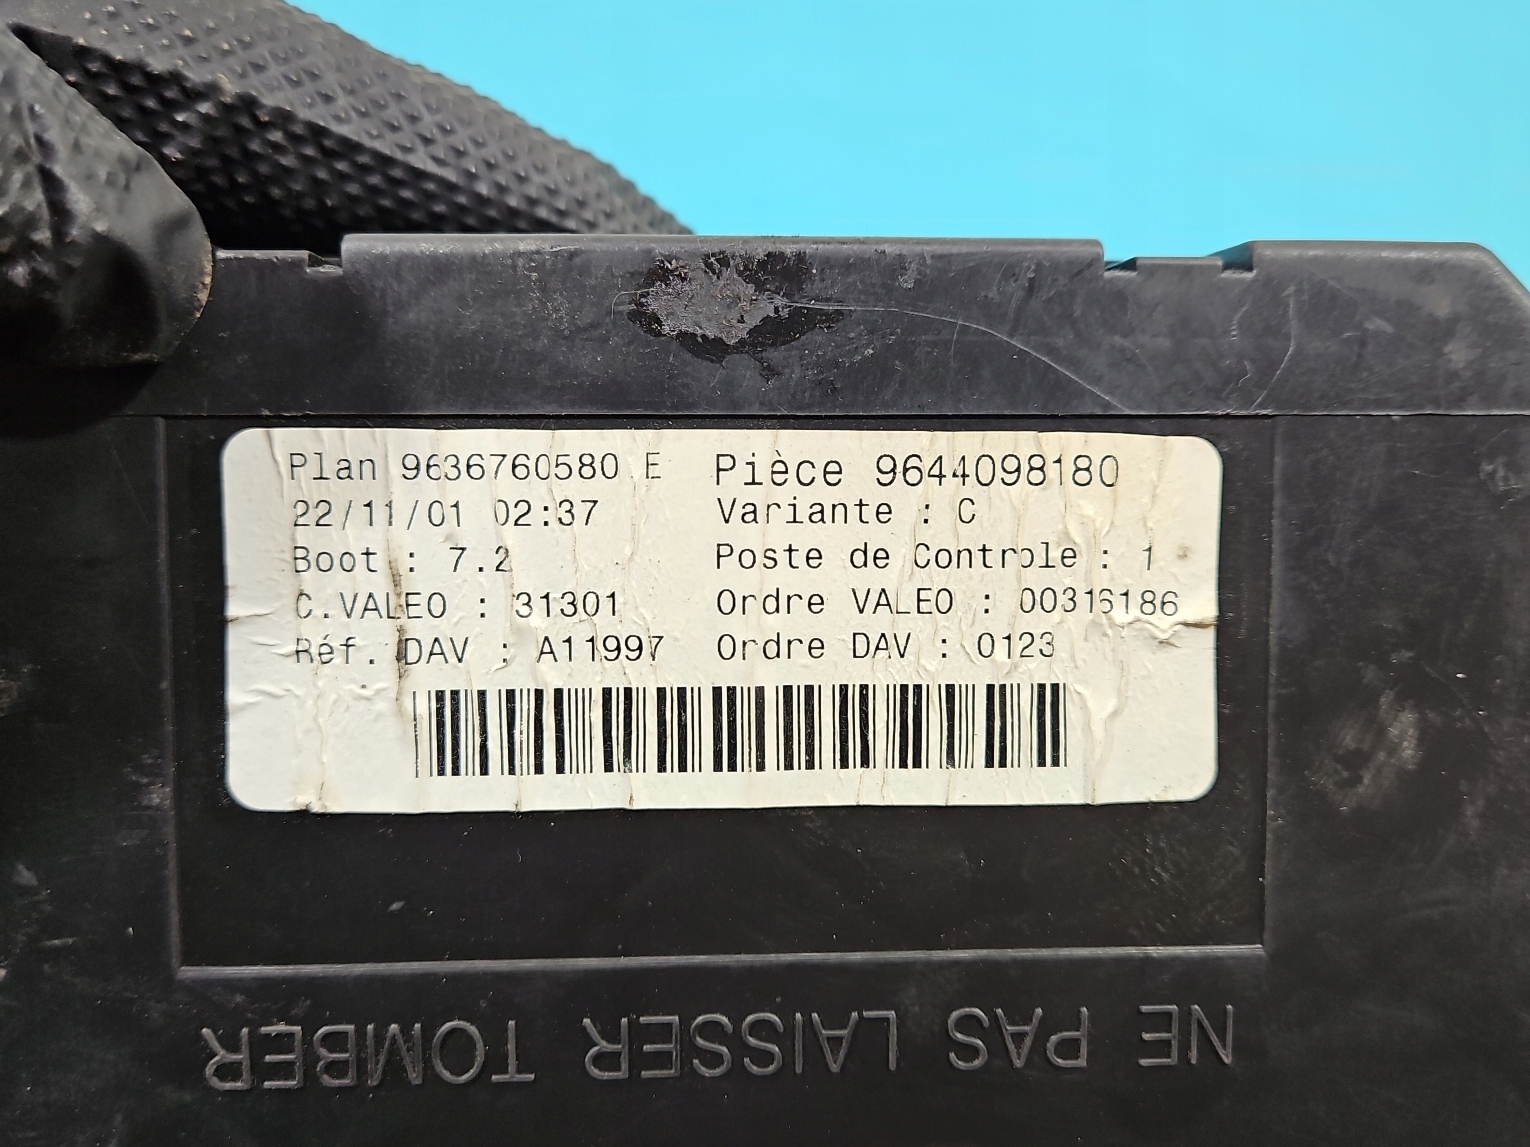 Plan 9636760580 E Pièce 9644098180
22/11/01 02:37 Variante : C
Boot : 7.2 Poste de Controle : 1
C.VALEO : 31301 Ordre VALEO : 00316186
Réf. DAV : A11997 Ordre DAV : 0123
NE PAS LAISSER TOMBER